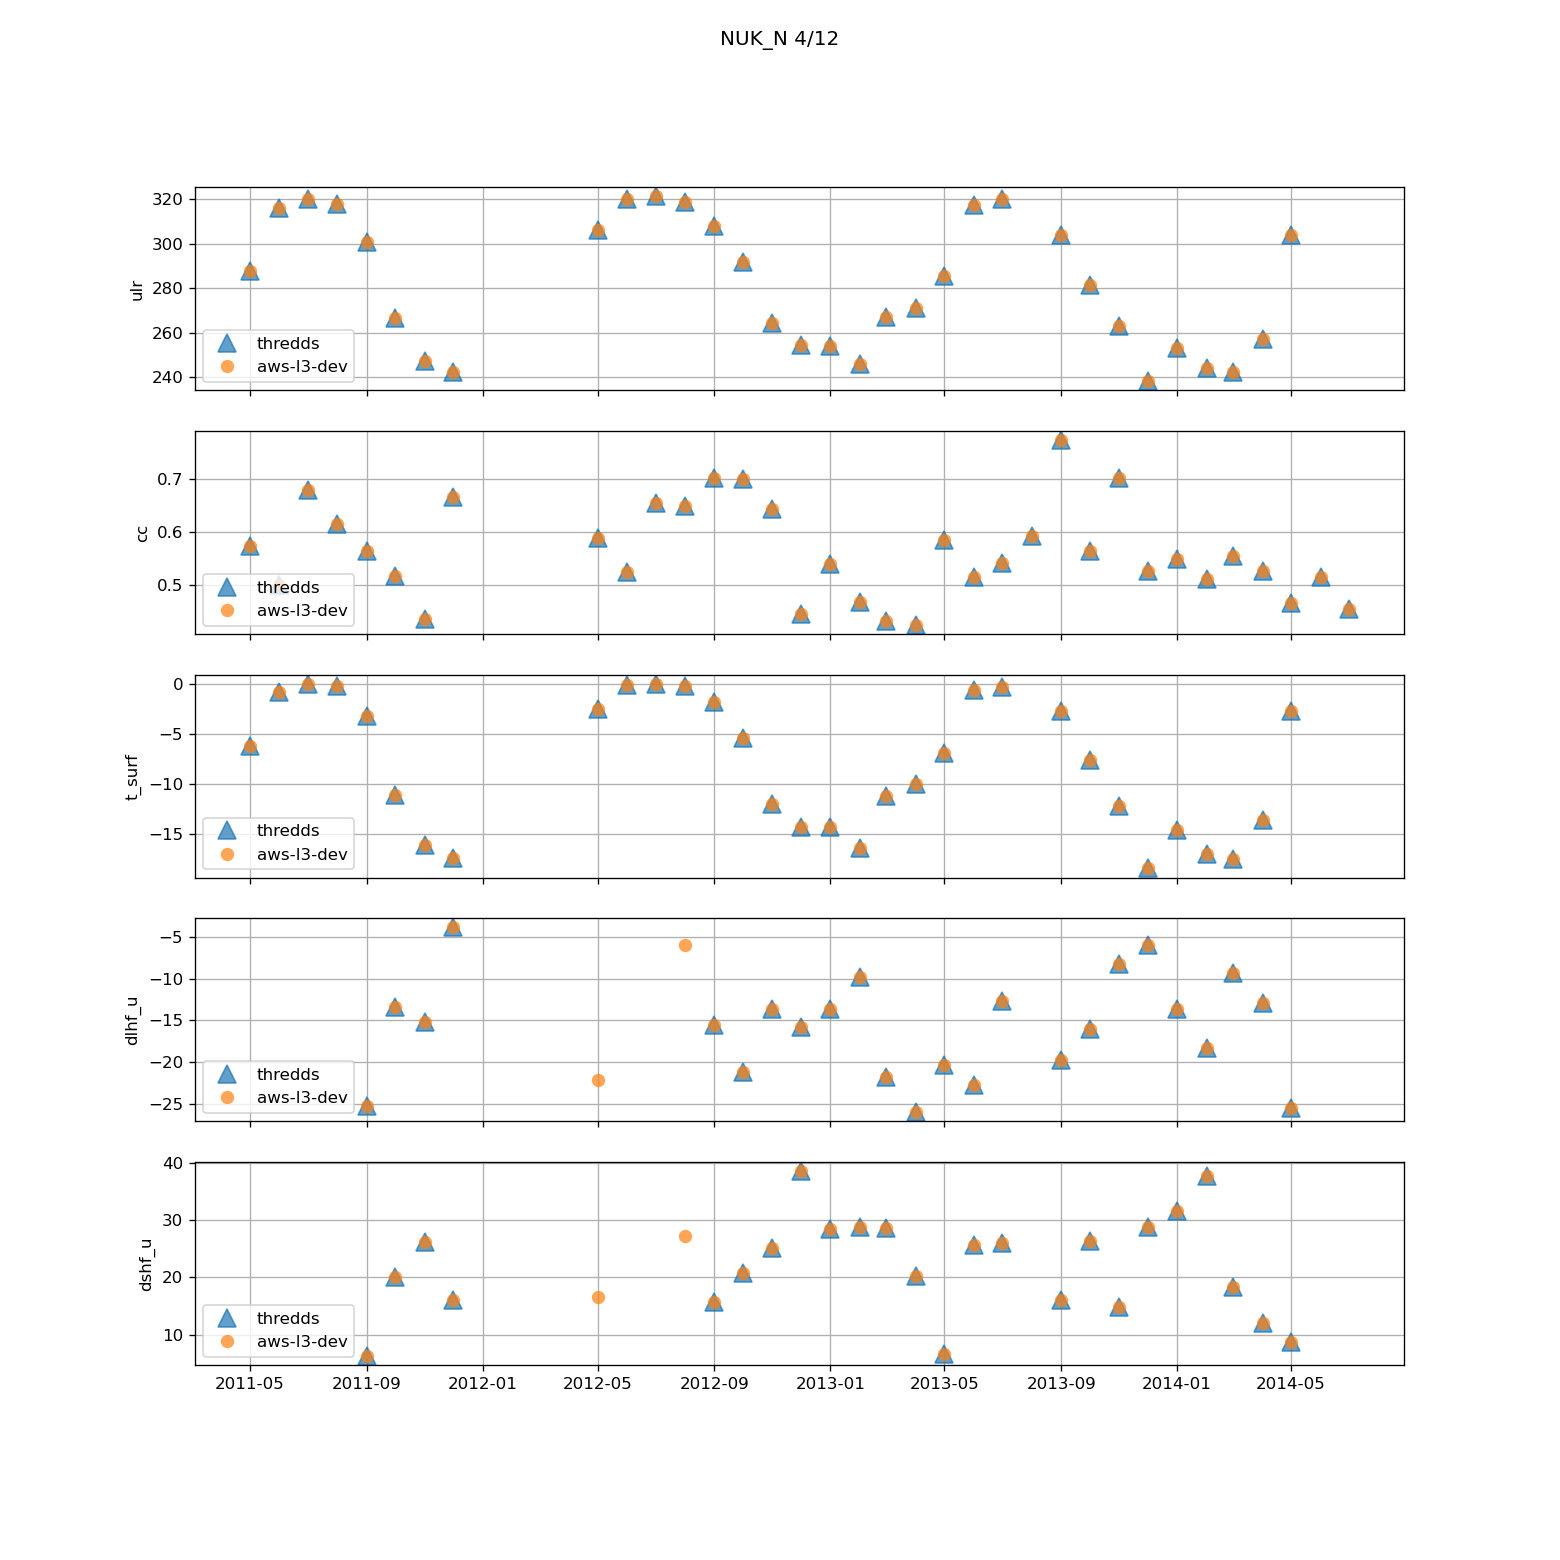 NUK_N 4/12
320
300
280
260
240
ulr
thredds
aws-l3-dev
0.7
0.6
0.5
cc
thredds
aws-l3-dev
0
−5
−10
−15
t_surf
thredds
aws-l3-dev
−5
−10
−15
−20
−25
dlhf_u
thredds
aws-l3-dev
40
30
20
10
dshf_u
thredds
aws-l3-dev
2011-05 2011-09 2012-01 2012-05 2012-09 2013-01 2013-05 2013-09 2014-01 2014-05